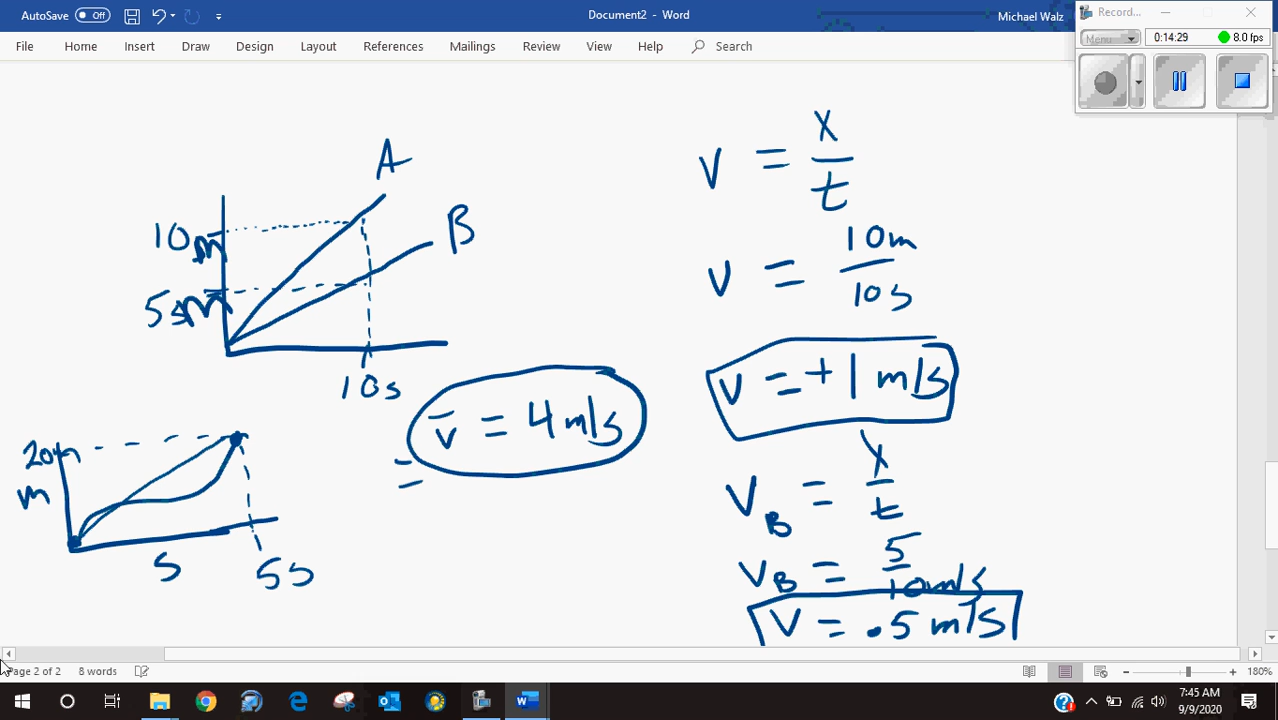 AutoSave Off
Document2 - Word
Michael Walz
Record...
File Home Insert Draw Design Layout References Mailings Review View Help Search
Menu
0:14:29
8.0 fps
A
B
10m
5m
10s
v = x/t
v = 10m/10s
v = +1 m/s
v̄ = 4 m/s
=
20m
m
s
5s
v_B = x/t
v_B = 5/10 m/s
v = .5 m/s
Page 2 of 2 8 words
180%
7:45 AM
9/9/2020